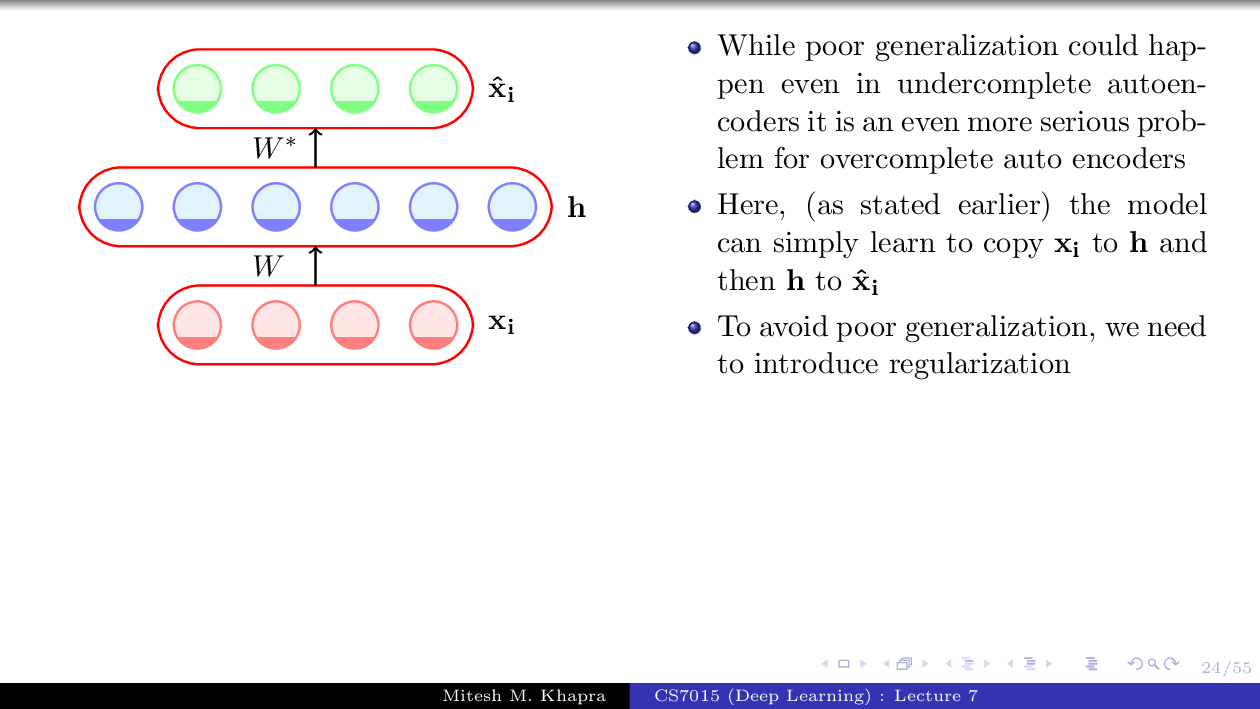 x̂ᵢ
W*
h
W
xᵢ
While poor generalization could hap-
pen even in undercomplete autoen-
coders it is an even more serious prob-
lem for overcomplete auto encoders
Here, (as stated earlier) the model
can simply learn to copy xᵢ to h and
then h to x̂ᵢ
To avoid poor generalization, we need
to introduce regularization
24/55
Mitesh M. Khapra
CS7015 (Deep Learning) : Lecture 7